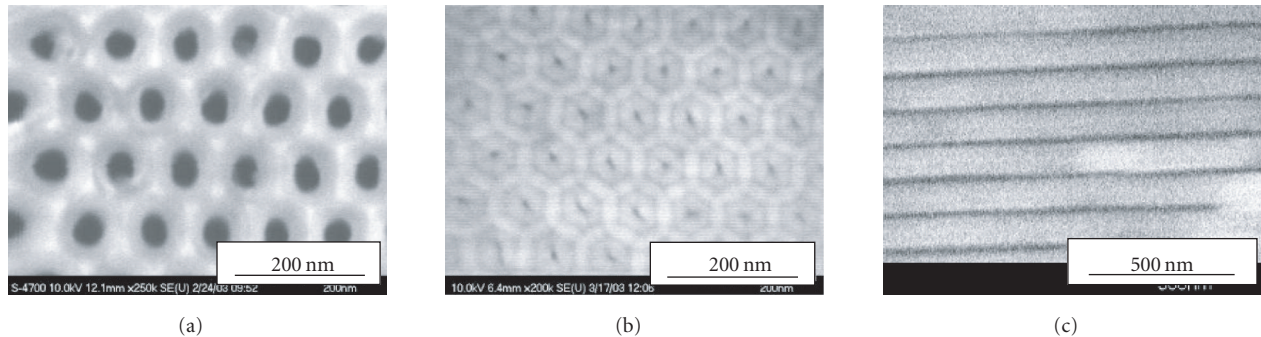 200 nm
S-4700 10.0kV 12.1mm x250k SE(U) 2/24/03 09:52 200nm
(a)
200 nm
10.0kV 6.4mm x200k SE(U) 3/17/03 12:06 200nm
(b)
500 nm
(c)